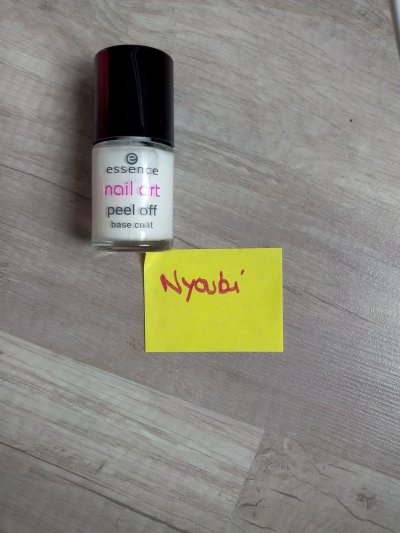 essence
nail art
peel off
base coat
Nyoubi